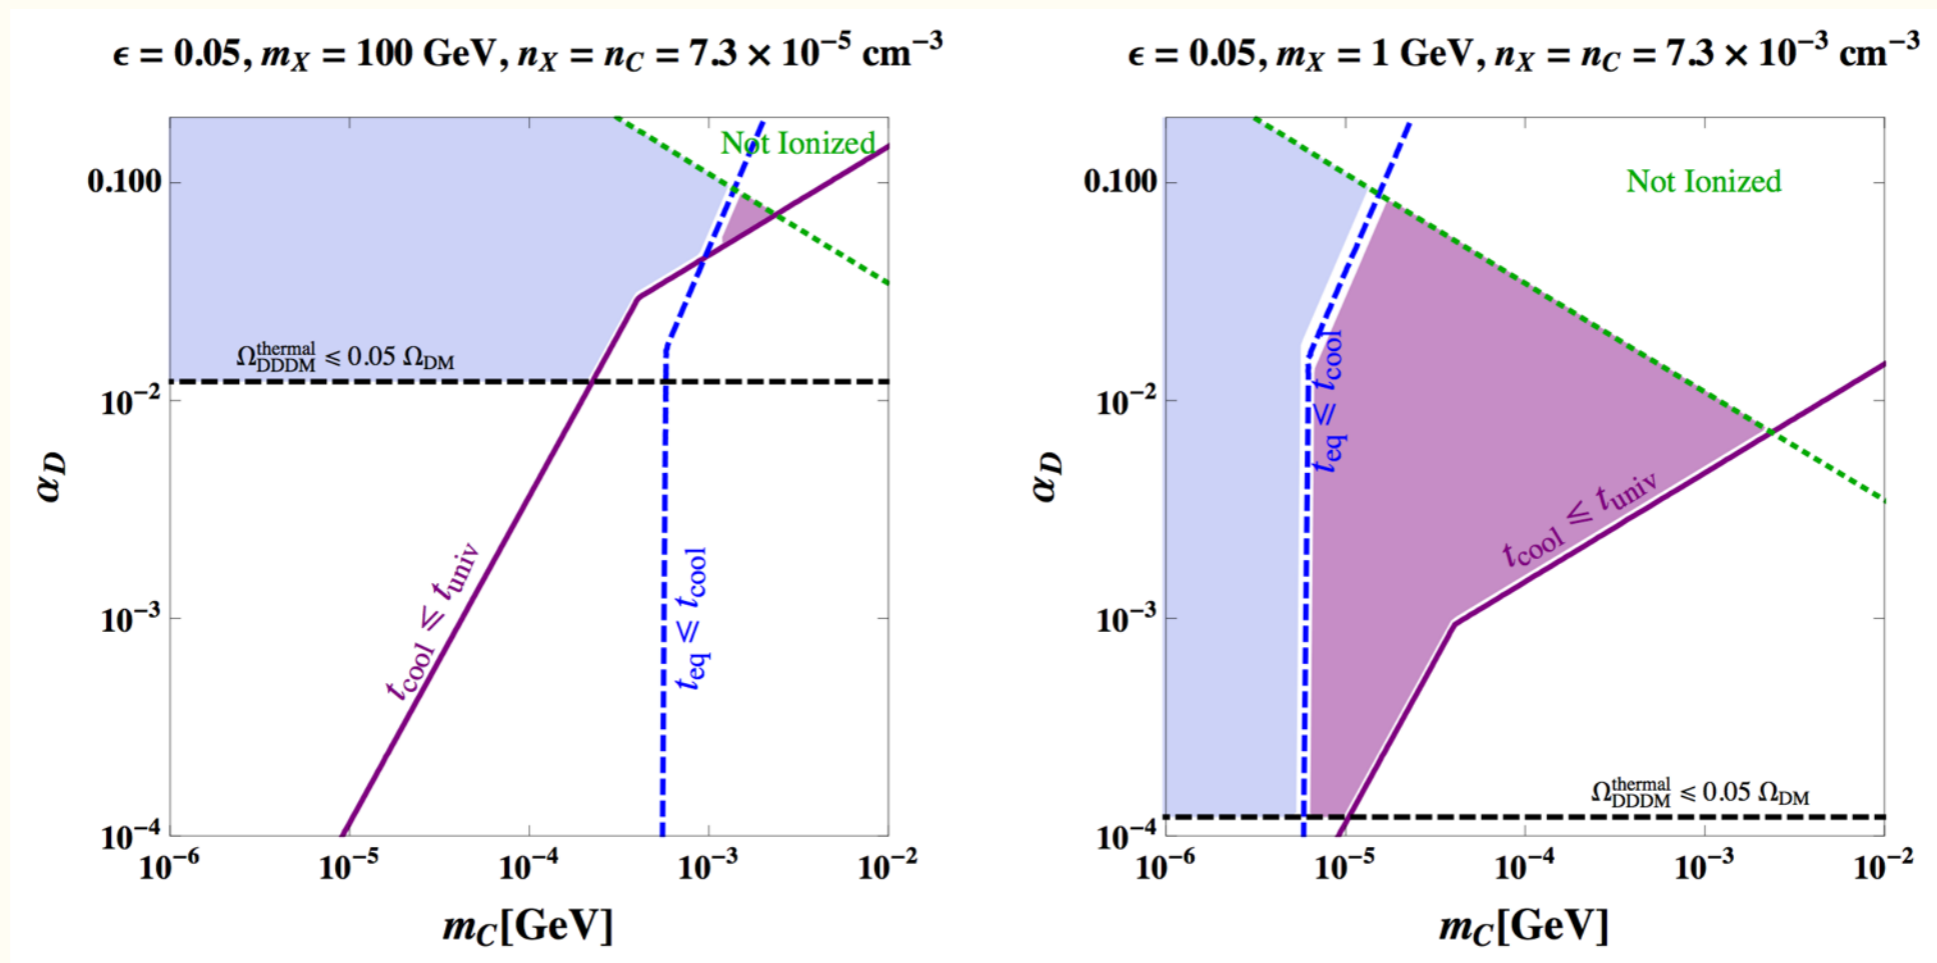 ϵ = 0.05, m_X = 100 GeV, n_X = n_C = 7.3 × 10⁻⁵ cm⁻³
0.100
10⁻²
10⁻³
10⁻⁴
α_D
Not Ionized
Ω_DDDM^thermal ⩽ 0.05 Ω_DM
t_cool ⩽ t_univ
t_eq ⩽ t_cool
10⁻⁶
10⁻⁵
10⁻⁴
10⁻³
10⁻²
m_C[GeV]
ϵ = 0.05, m_X = 1 GeV, n_X = n_C = 7.3 × 10⁻³ cm⁻³
0.100
10⁻²
10⁻³
10⁻⁴
α_D
Not Ionized
t_eq ⩽ t_cool
t_cool ⩽ t_univ
Ω_DDDM^thermal ⩽ 0.05 Ω_DM
10⁻⁶
10⁻⁵
10⁻⁴
10⁻³
10⁻²
m_C[GeV]